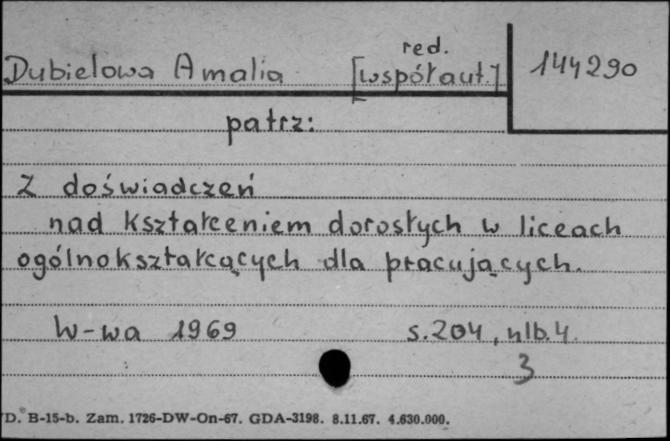 red.
Dubielowa Amalia [współaut.] 144290
patrz:
Z doświadczeń
nad kształceniem dorosłych w liceach
ogólnokształcących dla pracujących.
W-wa 1969 s. 204, nlb. 4.
3
D. B-15-b. Zam. 1726-DW-On-67. GDA-3198. 8.11.67. 4.630.000.